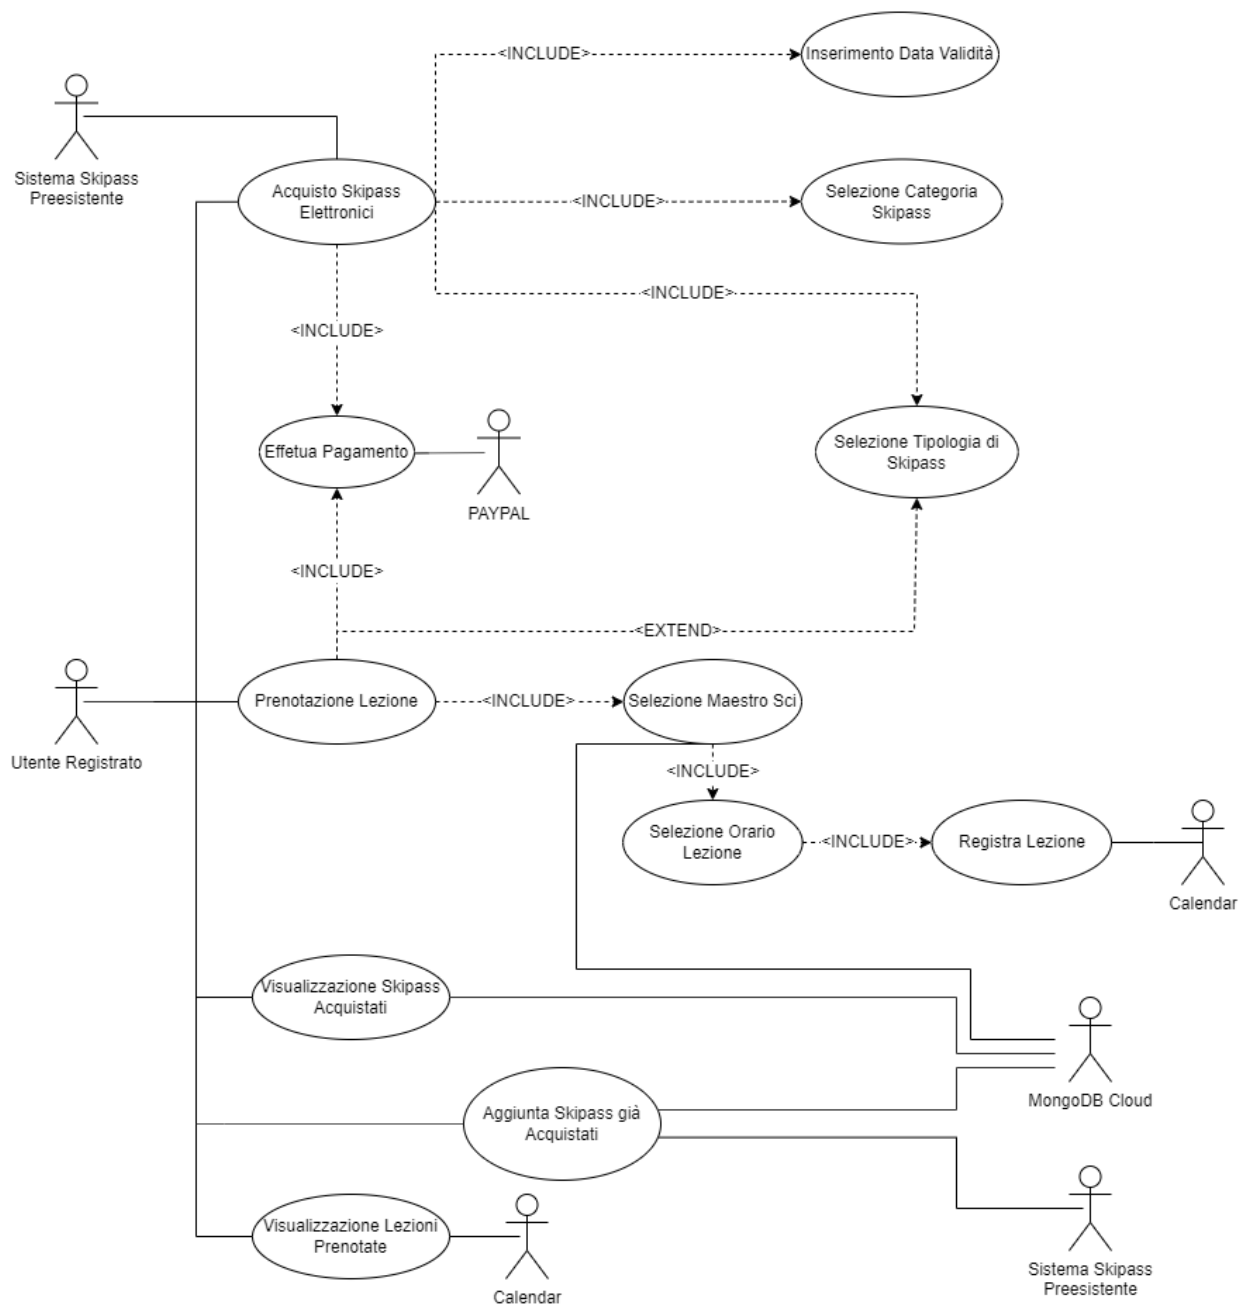 <INCLUDE>
Inserimento Data Validità
Sistema Skipass
Preesistente
Acquisto Skipass
Elettronici
<INCLUDE>
Selezione Categoria
Skipass
<INCLUDE>
<INCLUDE>
Effetua Pagamento
PAYPAL
Selezione Tipologia di
Skipass
<INCLUDE>
<EXTEND>
Utente Registrato
Prenotazione Lezione
<INCLUDE>
Selezione Maestro Sci
<INCLUDE>
Selezione Orario
Lezione
<INCLUDE>
Registra Lezione
Calendar
Visualizzazione Skipass
Acquistati
MongoDB Cloud
Aggiunta Skipass già
Acquistati
Visualizzazione Lezioni
Prenotate
Calendar
Sistema Skipass
Preesistente